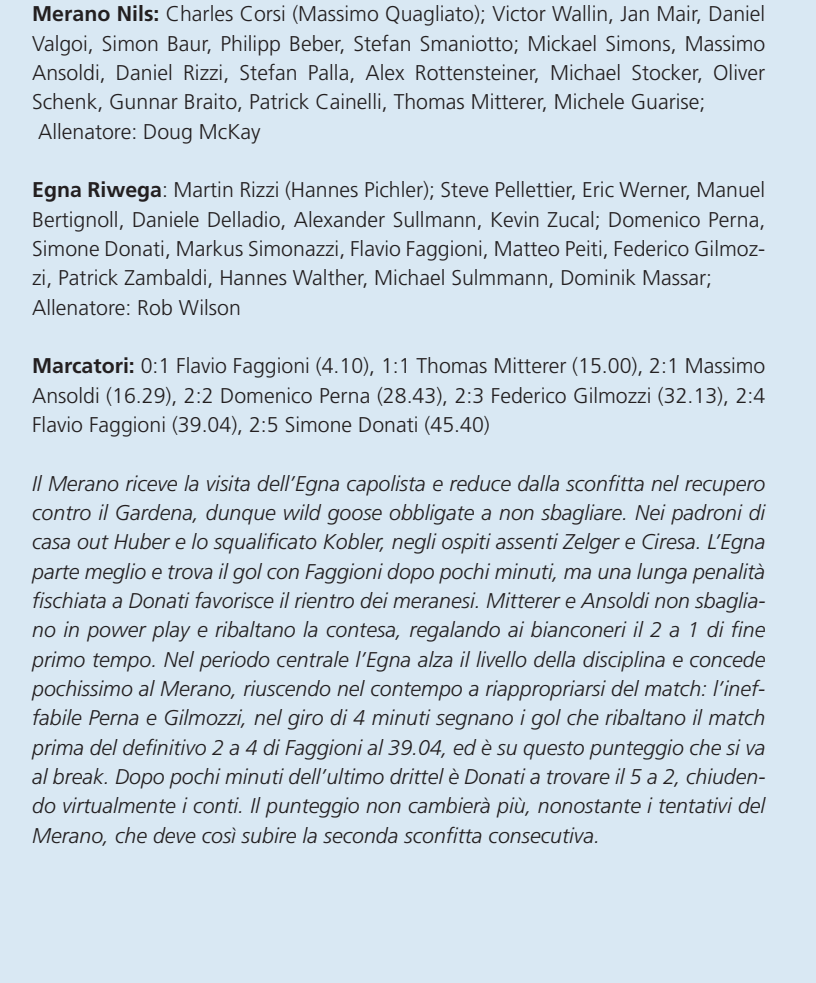 Merano Nils: Charles Corsi (Massimo Quagliato); Victor Wallin, Jan Mair, Daniel
Valgoi, Simon Baur, Philipp Beber, Stefan Smaniotto; Mickael Simons, Massimo
Ansoldi, Daniel Rizzi, Stefan Palla, Alex Rottensteiner, Michael Stocker, Oliver
Schenk, Gunnar Braito, Patrick Cainelli, Thomas Mitterer, Michele Guarise;
Allenatore: Doug McKay
Egna Riwega: Martin Rizzi (Hannes Pichler); Steve Pellettier, Eric Werner, Manuel
Bertignoll, Daniele Delladio, Alexander Sullmann, Kevin Zucal; Domenico Perna,
Simone Donati, Markus Simonazzi, Flavio Faggioni, Matteo Peiti, Federico Gilmoz-
zi, Patrick Zambaldi, Hannes Walther, Michael Sulmmann, Dominik Massar;
Allenatore: Rob Wilson
Marcatori: 0:1 Flavio Faggioni (4.10), 1:1 Thomas Mitterer (15.00), 2:1 Massimo
Ansoldi (16.29), 2:2 Domenico Perna (28.43), 2:3 Federico Gilmozzi (32.13), 2:4
Flavio Faggioni (39.04), 2:5 Simone Donati (45.40)
Il Merano riceve la visita dell'Egna capolista e reduce dalla sconfitta nel recupero
contro il Gardena, dunque wild goose obbligate a non sbagliare. Nei padroni di
casa out Huber e lo squalificato Kobler, negli ospiti assenti Zelger e Ciresa. L'Egna
parte meglio e trova il gol con Faggioni dopo pochi minuti, ma una lunga penalità
fischiata a Donati favorisce il rientro dei meranesi. Mitterer e Ansoldi non sbaglia-
no in power play e ribaltano la contesa, regalando ai bianconeri il 2 a 1 di fine
primo tempo. Nel periodo centrale l'Egna alza il livello della disciplina e concede
pochissimo al Merano, riuscendo nel contempo a riappropriarsi del match: l'inef-
fabile Perna e Gilmozzi, nel giro di 4 minuti segnano i gol che ribaltano il match
prima del definitivo 2 a 4 di Faggioni al 39.04, ed è su questo punteggio che si va
al break. Dopo pochi minuti dell'ultimo drittel è Donati a trovare il 5 a 2, chiuden-
do virtualmente i conti. Il punteggio non cambierà più, nonostante i tentativi del
Merano, che deve così subire la seconda sconfitta consecutiva.